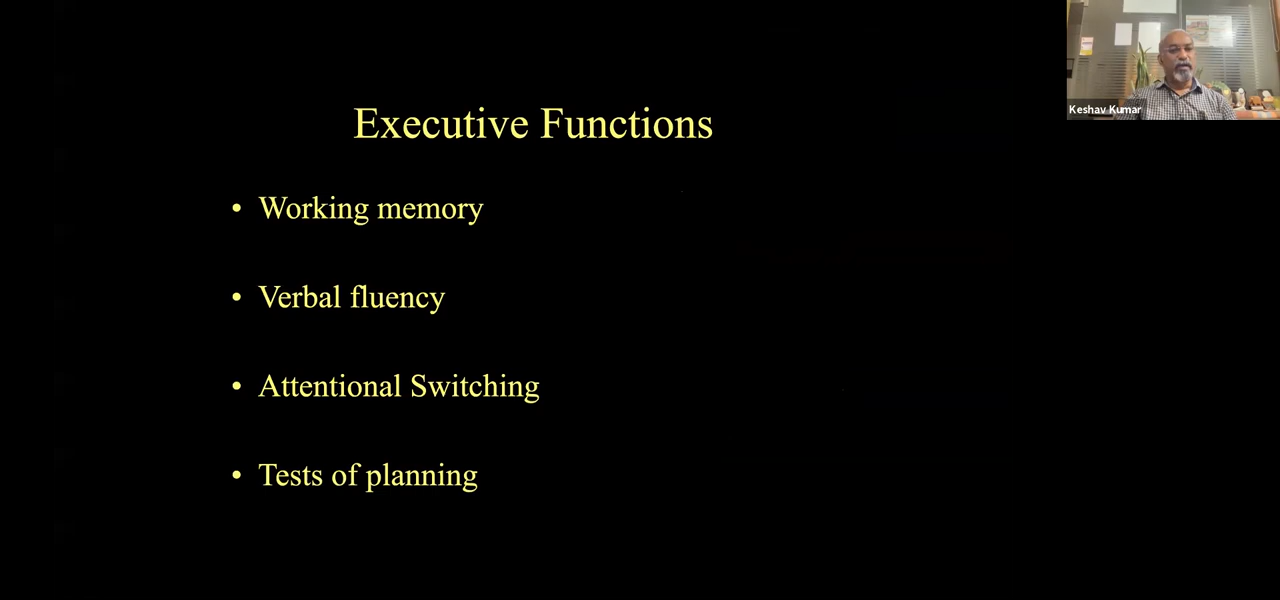 Executive Functions
• Working memory
• Verbal fluency
• Attentional Switching
• Tests of planning
Keshav Kumar